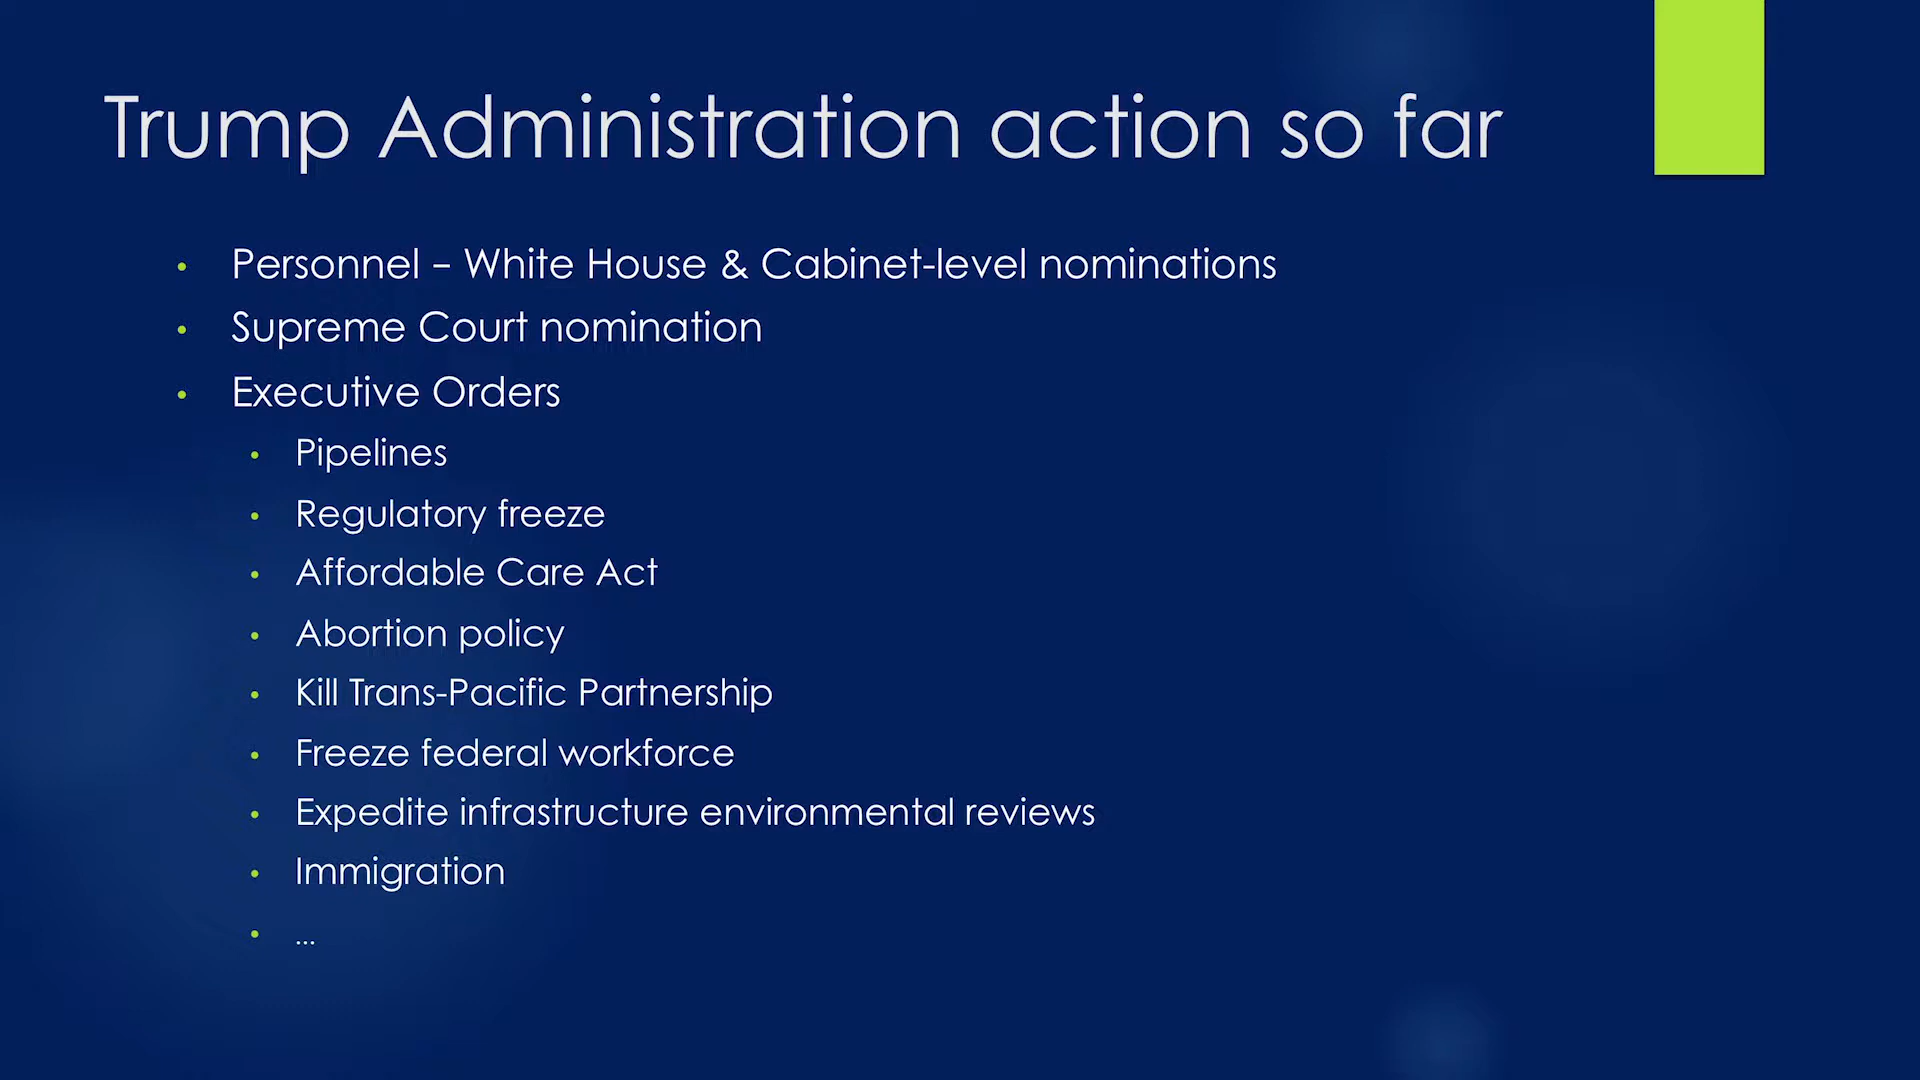 Trump Administration action so far
• Personnel – White House & Cabinet-level nominations
• Supreme Court nomination
• Executive Orders
• Pipelines
• Regulatory freeze
• Affordable Care Act
• Abortion policy
• Kill Trans-Pacific Partnership
• Freeze federal workforce
• Expedite infrastructure environmental reviews
• Immigration
• ...